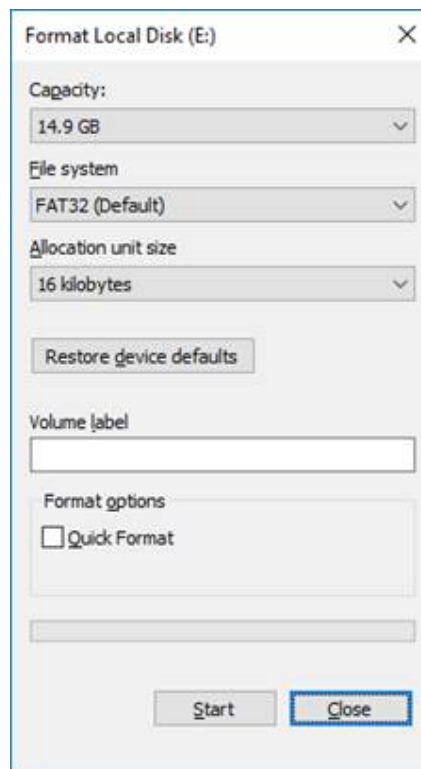 Format Local Disk (E:)
Capacity:
14.9 GB
File system
FAT32 (Default)
Allocation unit size
16 kilobytes
Restore device defaults
Volume label
Format options
Quick Format
Start
Close